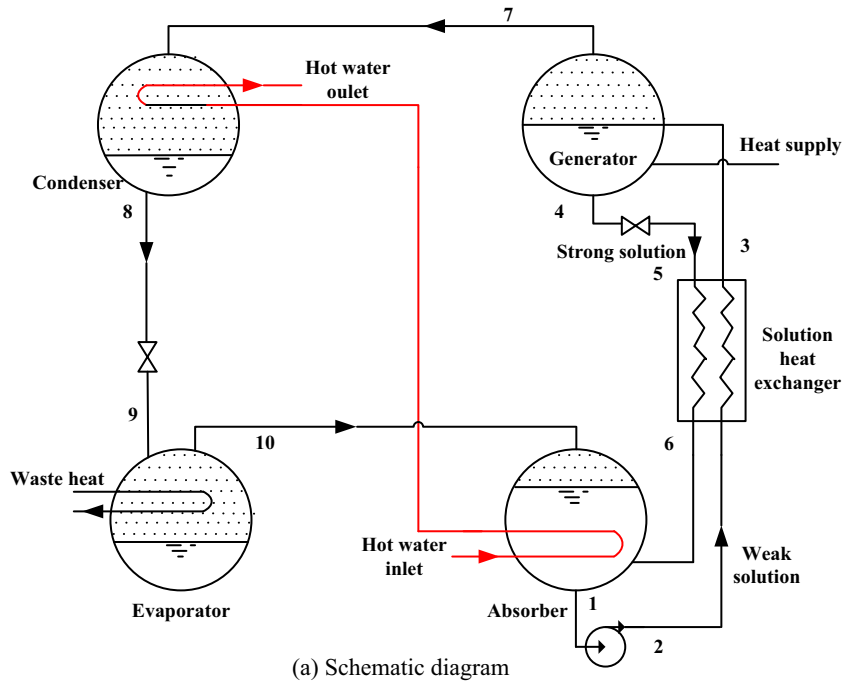 7
Hot water
oulet
Generator
Heat supply
Condenser
8
4
Strong solution
3
5
Solution
heat
exchanger
9
10
6
Waste heat
Hot water
inlet
Weak
solution
Evaporator
Absorber
1
2
(a) Schematic diagram